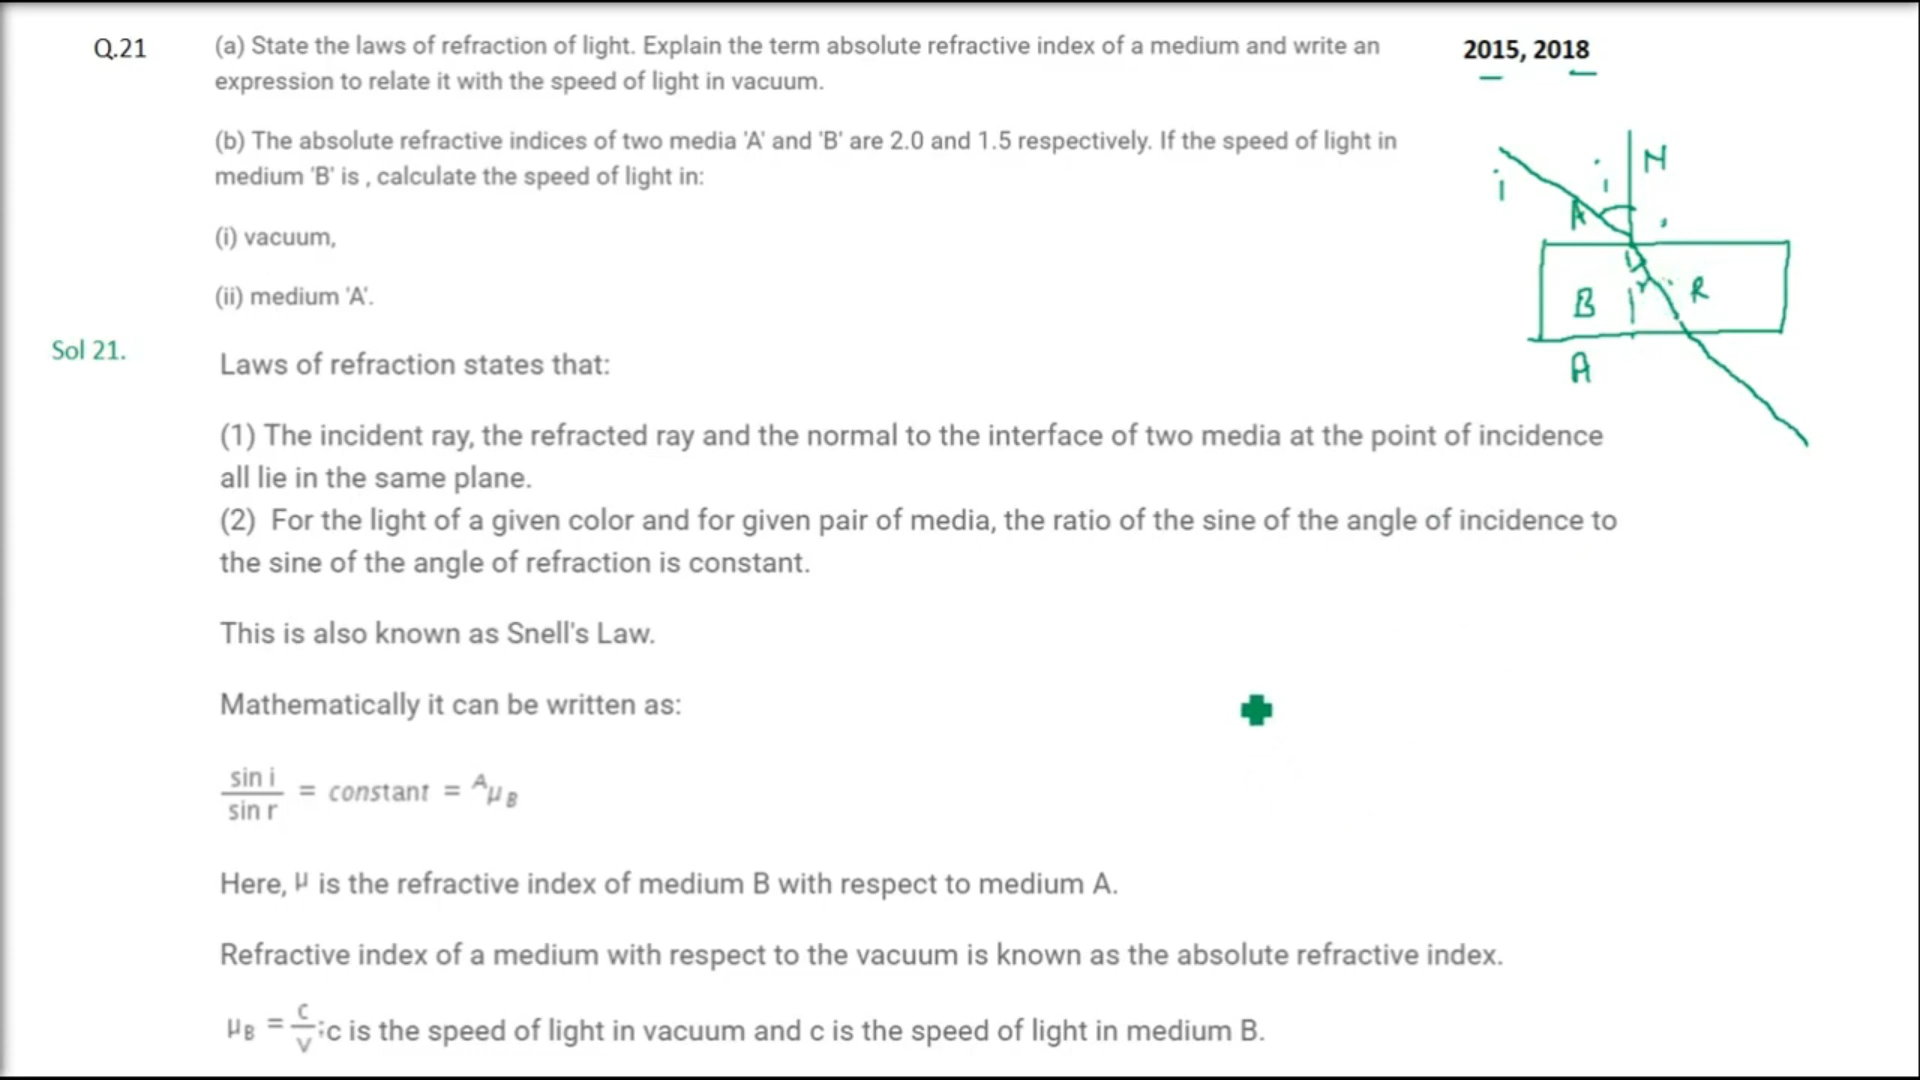 Q.21
(a) State the laws of refraction of light. Explain the term absolute refractive index of a medium and write an
expression to relate it with the speed of light in vacuum.
2015, 2018
(b) The absolute refractive indices of two media 'A' and 'B' are 2.0 and 1.5 respectively. If the speed of light in
medium 'B' is , calculate the speed of light in:
(i) vacuum,
(ii) medium 'A'.
i
i
N
A
B
r
R
A
Sol 21.
Laws of refraction states that:
(1) The incident ray, the refracted ray and the normal to the interface of two media at the point of incidence
all lie in the same plane.
(2) For the light of a given color and for given pair of media, the ratio of the sine of the angle of incidence to
the sine of the angle of refraction is constant.
This is also known as Snell's Law.
Mathematically it can be written as:
sin i / sin r = constant = ᴬμ_B
Here, μ is the refractive index of medium B with respect to medium A.
Refractive index of a medium with respect to the vacuum is known as the absolute refractive index.
μ_B = c / v ;c is the speed of light in vacuum and c is the speed of light in medium B.